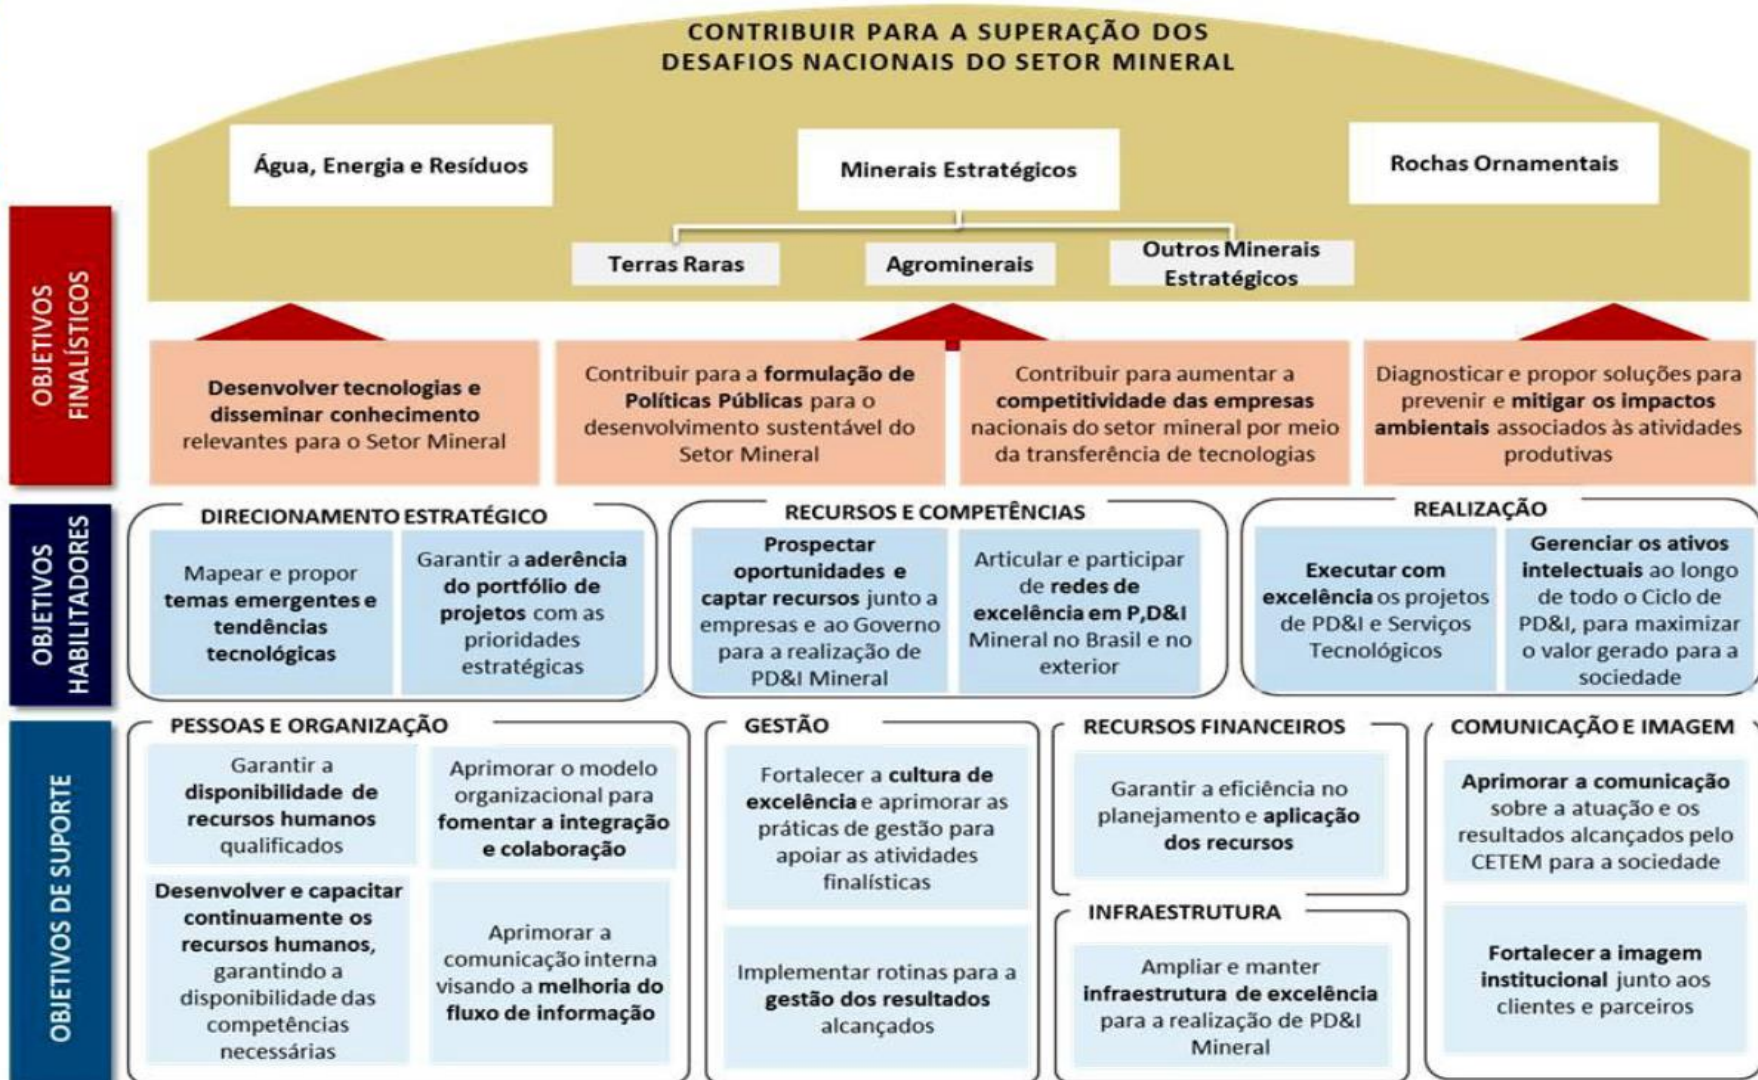 CONTRIBUIR PARA A SUPERAÇÃO DOS
DESAFIOS NACIONAIS DO SETOR MINERAL
Água, Energia e Resíduos
Minerais Estratégicos
Rochas Ornamentais
Terras Raras
Agrominerais
Outros Minerais
Estratégicos
OBJETIVOS
FINALÍSTICOS
Desenvolver tecnologias e
disseminar conhecimento
relevantes para o Setor Mineral
Contribuir para a formulação de
Políticas Públicas para o
desenvolvimento sustentável do
Setor Mineral
Contribuir para aumentar a
competitividade das empresas
nacionais do setor mineral por meio
da transferência de tecnologias
Diagnosticar e propor soluções para
prevenir e mitigar os impactos
ambientais associados às atividades
produtivas
OBJETIVOS
HABILITADORES
DIRECIONAMENTO ESTRATÉGICO
Mapear e propor
temas emergentes e
tendências
tecnológicas
Garantir a aderência
do portfólio de
projetos com as
prioridades
estratégicas
RECURSOS E COMPETÊNCIAS
Prospectar
oportunidades e
captar recursos junto a
empresas e ao Governo
para a realização de
PD&I Mineral
Articular e participar
de redes de
excelência em P,D&I
Mineral no Brasil e no
exterior
REALIZAÇÃO
Executar com
excelência os projetos
de PD&I e Serviços
Tecnológicos
Gerenciar os ativos
intelectuais ao longo
de todo o Ciclo de
PD&I, para maximizar
o valor gerado para a
sociedade
OBJETIVOS DE SUPORTE
PESSOAS E ORGANIZAÇÃO
Garantir a
disponibilidade de
recursos humanos
qualificados
Aprimorar o modelo
organizacional para
fomentar a integração
e colaboração
Desenvolver e capacitar
continuamente os
recursos humanos,
garantindo a
disponibilidade das
competências
necessárias
Aprimorar a
comunicação interna
visando a melhoria do
fluxo de informação
GESTÃO
Fortalecer a cultura de
excelência e aprimorar as
práticas de gestão para
apoiar as atividades
finalísticas
Implementar rotinas para a
gestão dos resultados
alcançados
RECURSOS FINANCEIROS
Garantir a eficiência no
planejamento e aplicação
dos recursos
INFRAESTRUTURA
Ampliar e manter
infraestrutura de excelência
para a realização de PD&I
Mineral
COMUNICAÇÃO E IMAGEM
Aprimorar a comunicação
sobre a atuação e os
resultados alcançados pelo
CETEM para a sociedade
Fortalecer a imagem
institucional junto aos
clientes e parceiros